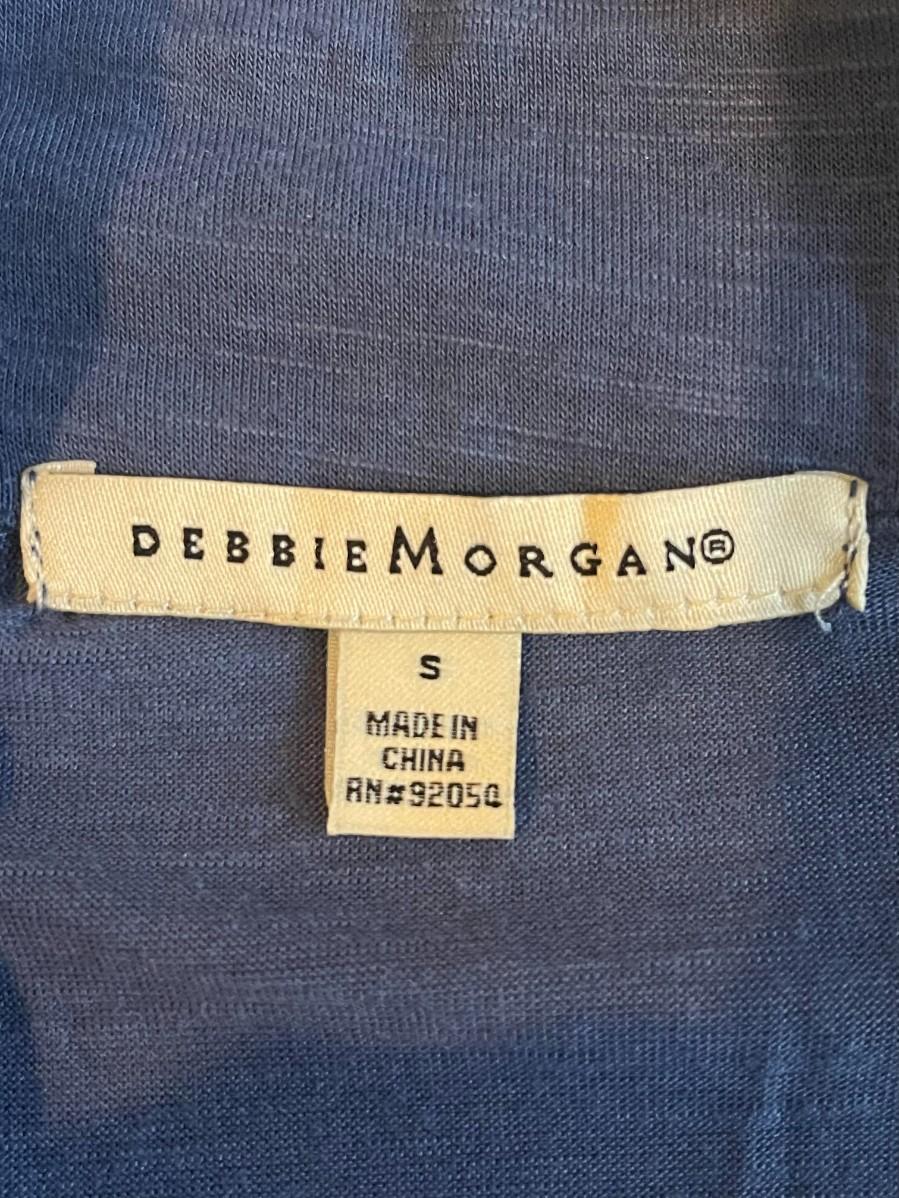 DEBBIEMORGAN®
S
MADE IN
CHINA
RN#92050